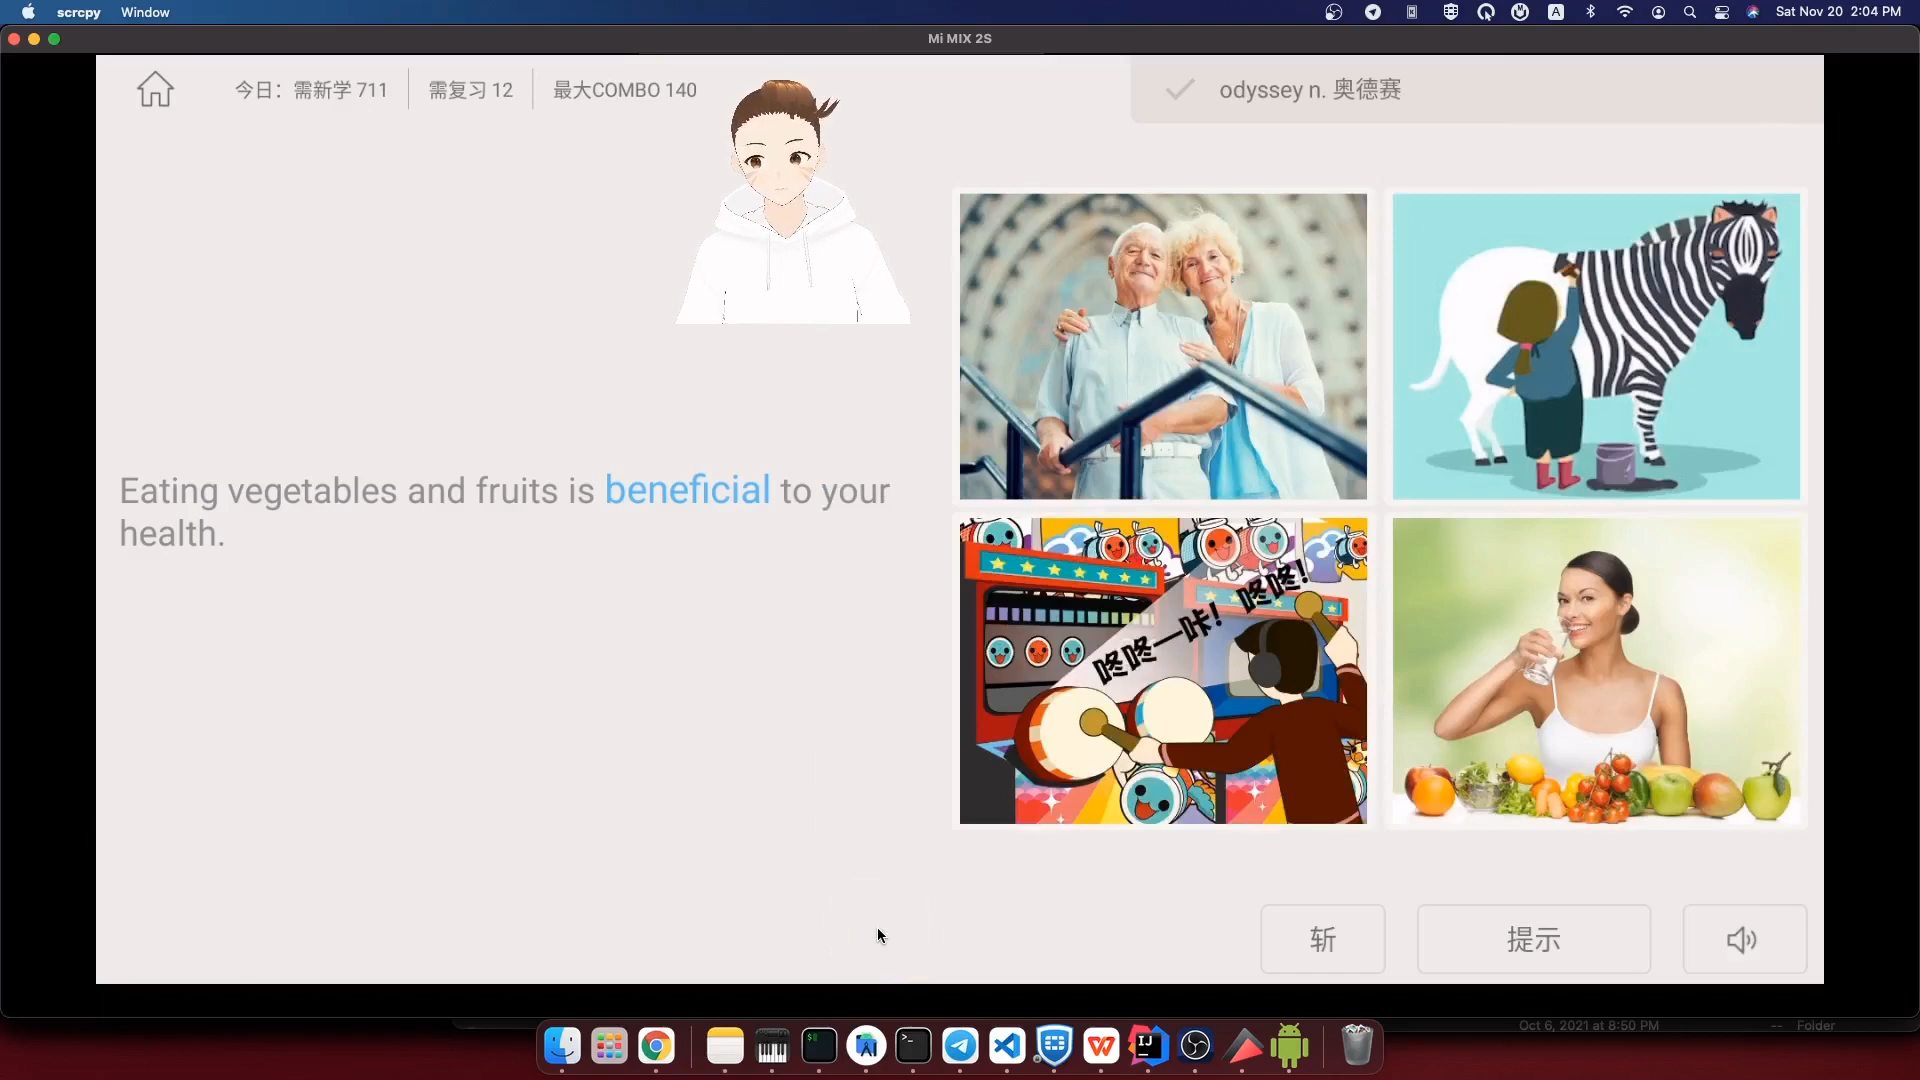 scrcpy Window
A
Sat Nov 20 2:04 PM
Mi MIX 2S
今日：需新学 711
需复习 12
最大COMBO 140
odyssey n. 奥德赛
Eating vegetables and fruits is beneficial to your
health.
咚咚一咔！咚咚！
斩
提示
Oct 6, 2021 at 8:50 PM -- Folder